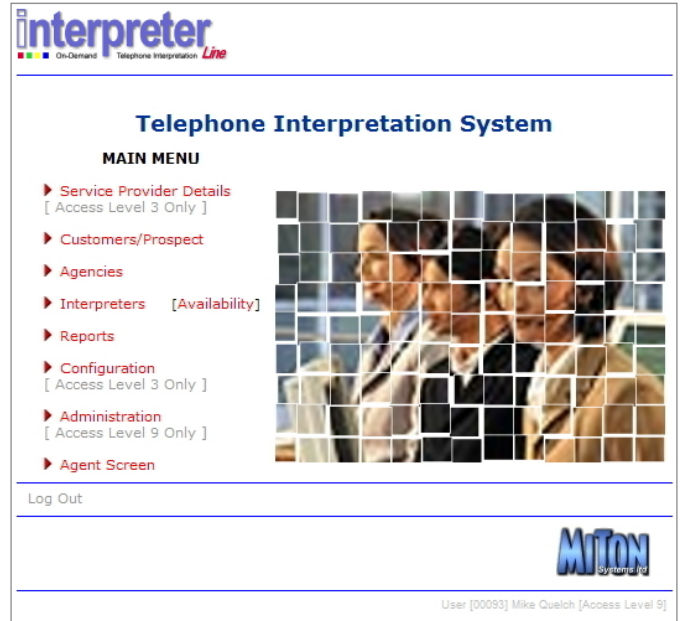 interpreter
On-Demand Telephone Interpretation Line
Telephone Interpretation System
MAIN MENU
Service Provider Details
[ Access Level 3 Only ]
Customers/Prospect
Agencies
Interpreters [Availability]
Reports
Configuration
[ Access Level 3 Only ]
Administration
[ Access Level 9 Only ]
Agent Screen
Log Out
MiTON
Systems ltd
User [00093] Mike Quelch [Access Level 9]